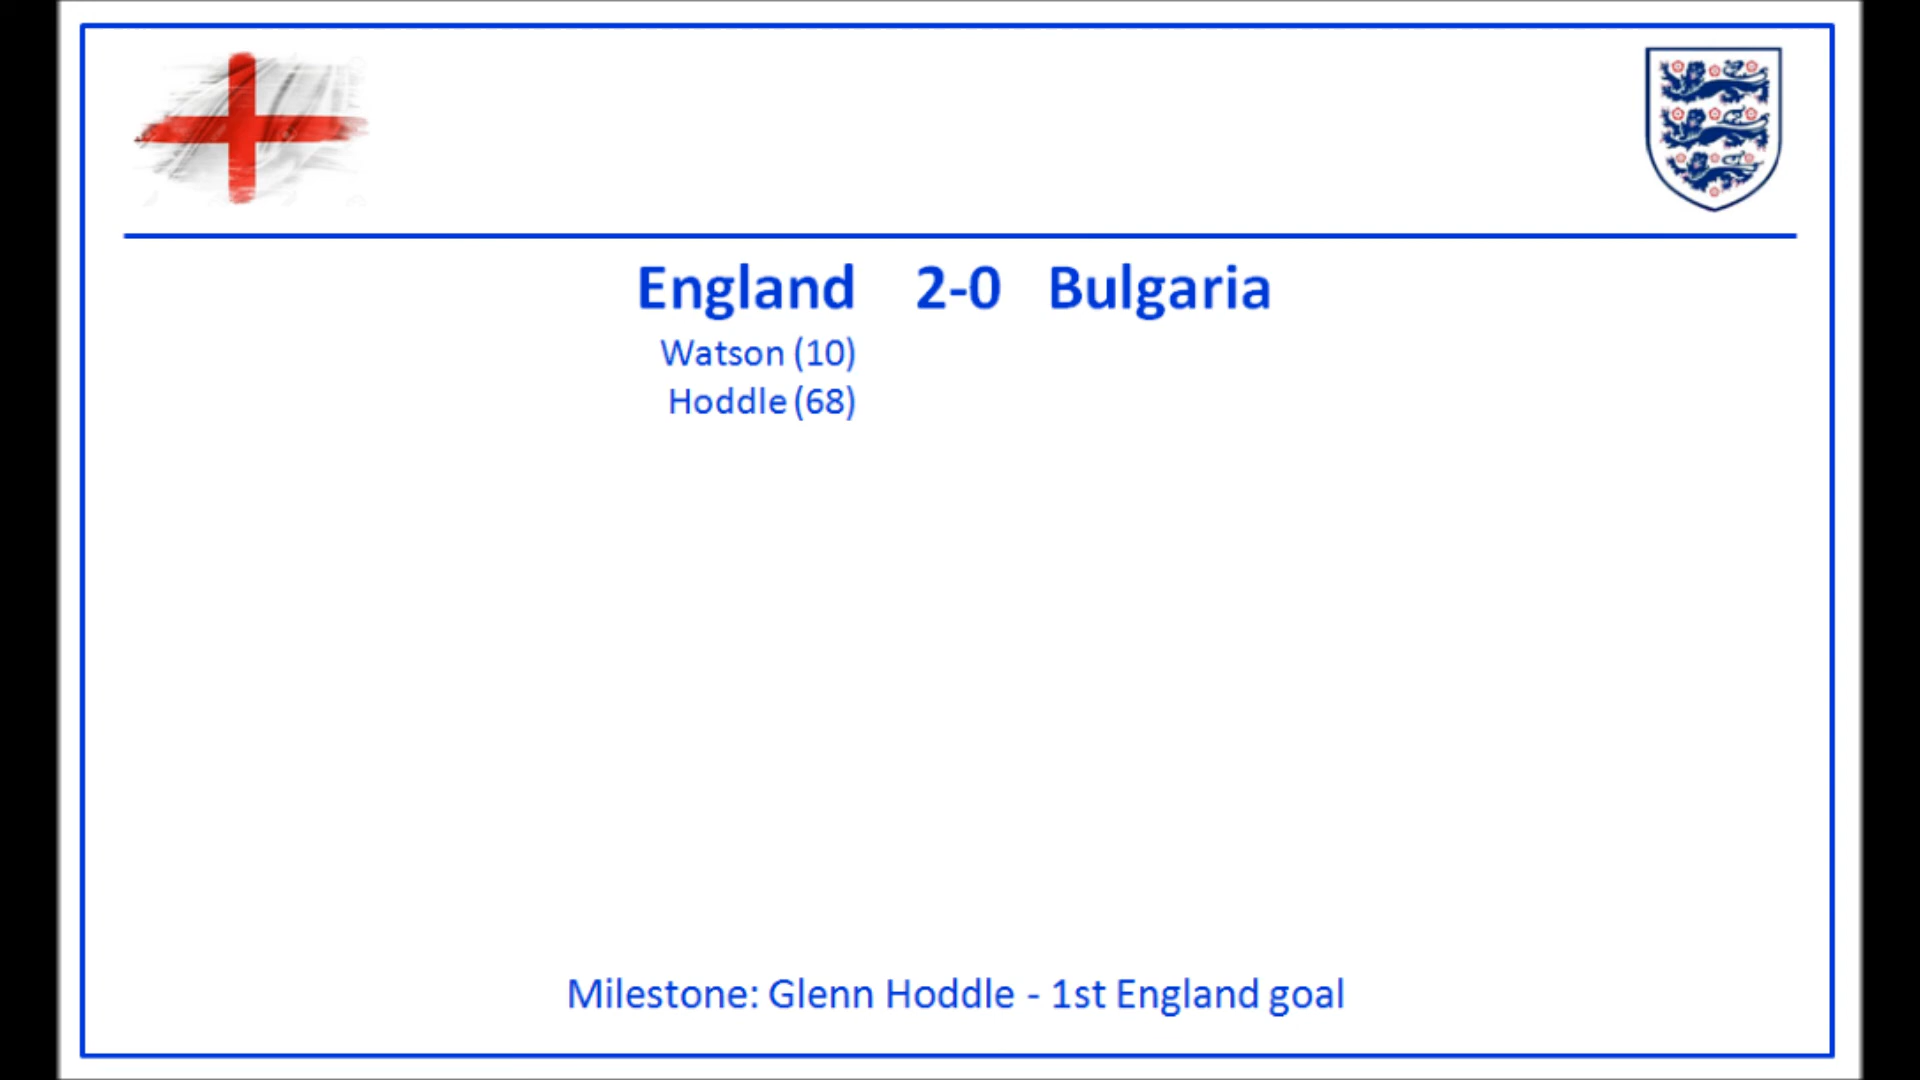 England 2-0 Bulgaria
Watson (10)
Hoddle (68)
Milestone: Glenn Hoddle - 1st England goal